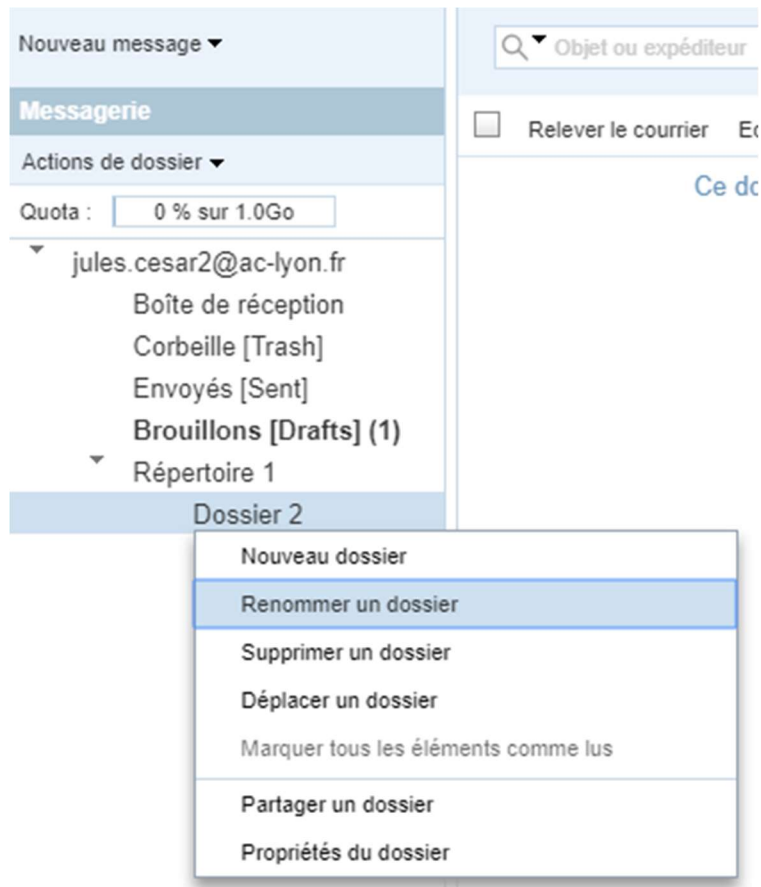 Nouveau message
Objet ou expéditeur
Messagerie
Relever le courrier
Actions de dossier
Ce
Quota : 0 % sur 1.0Go
jules.cesar2@ac-lyon.fr
Boîte de réception
Corbeille [Trash]
Envoyés [Sent]
Brouillons [Drafts] (1)
Répertoire 1
Dossier 2
Nouveau dossier
Renommer un dossier
Supprimer un dossier
Déplacer un dossier
Marquer tous les éléments comme lus
Partager un dossier
Propriétés du dossier